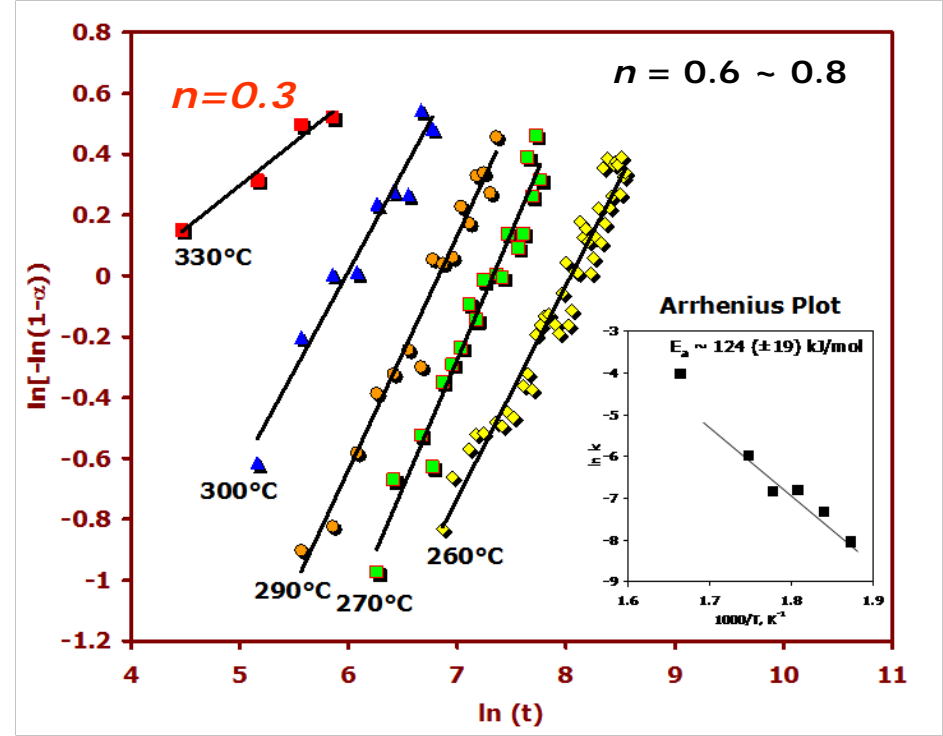 0.8
0.6
0.4
0.2
0
-0.2
-0.4
-0.6
-0.8
-1
-1.2
ln[-ln(1-α))
n=0.3
n = 0.6 ~ 0.8
330°C
300°C
290°C
270°C
260°C
Arrhenius Plot
Eₐ ~ 124 (±19) kJ/mol
-3
-4
-5
-6
-7
-8
-9
ln k
1.6 1.7 1.8 1.9
1000/T, K⁻¹
4 5 6 7 8 9 10 11
ln (t)